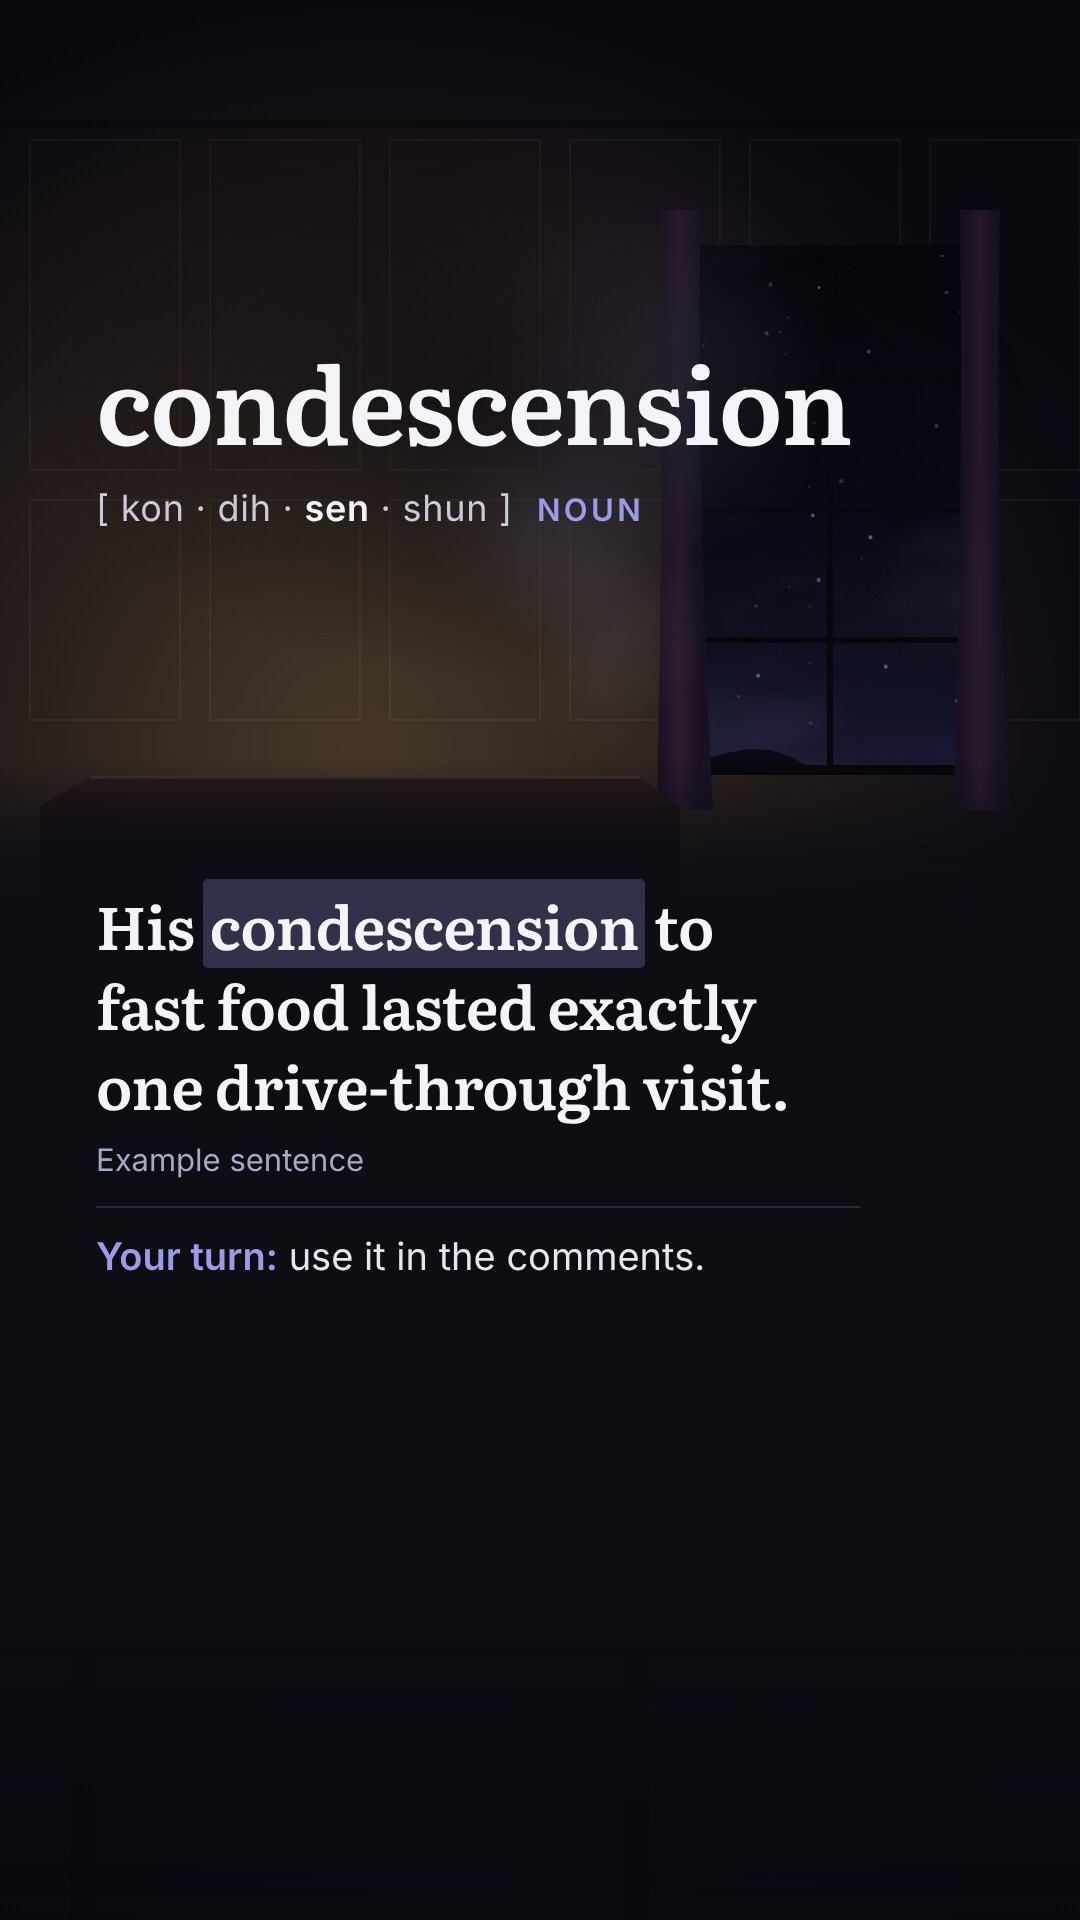 condescension
[ kon · dih · sen · shun ] NOUN
His condescension to
fast food lasted exactly
one drive-through visit.
Example sentence
Your turn: use it in the comments.